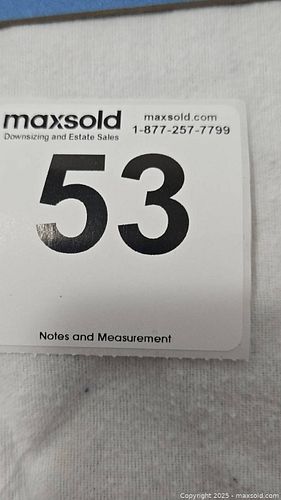 maxsold
Downsizing and Estate Sales
maxsold.com
1-877-257-7799
53
Notes and Measurement
Copyright 2025 - maxsold.com